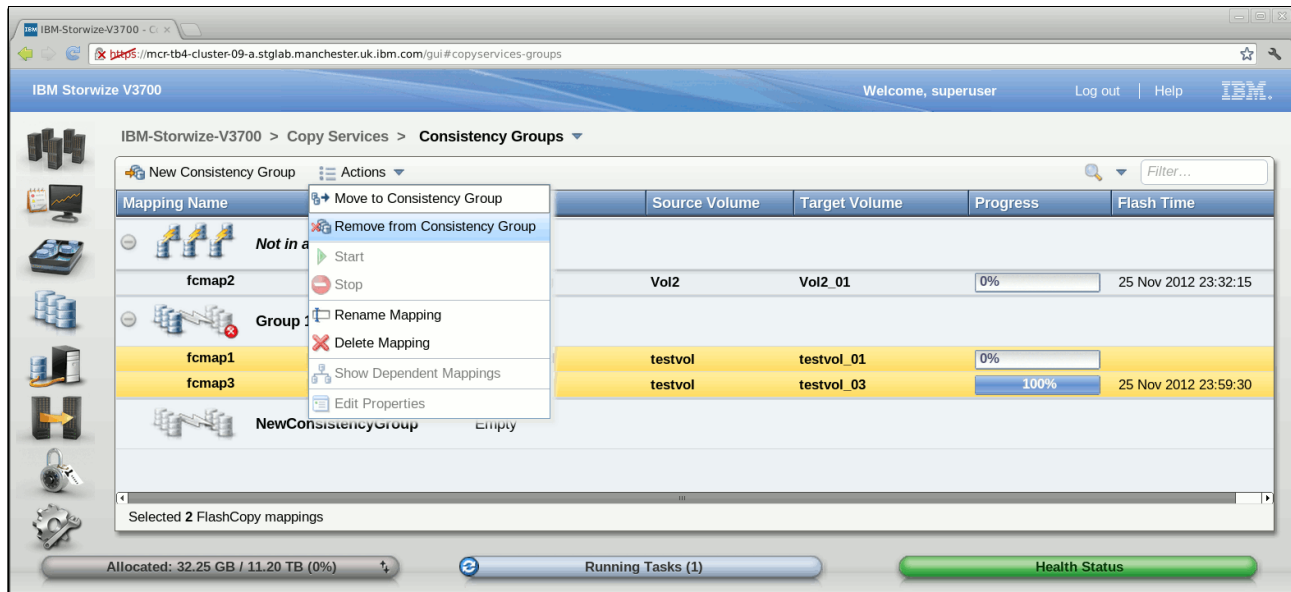 IBM-Storwize-V3700 - C
https://mcr-tb4-cluster-09-a.stglab.manchester.uk.ibm.com/gui#copyservices-groups
IBM Storwize V3700 Welcome, superuser Log out | Help IBM.
IBM-Storwize-V3700 > Copy Services > Consistency Groups
New Consistency Group Actions Filter...
Mapping Name Source Volume Target Volume Progress Flash Time
Move to Consistency Group
Remove from Consistency Group
Not in a
Start
fcmap2 Vol2 Vol2_01 0% 25 Nov 2012 23:32:15
Stop
Group 1
Rename Mapping
Delete Mapping
fcmap1 testvol testvol_01 0%
Show Dependent Mappings
fcmap3 testvol testvol_03 100% 25 Nov 2012 23:59:30
Edit Properties
NewConsistencyGroup Empty
Selected 2 FlashCopy mappings
Allocated: 32.25 GB / 11.20 TB (0%) Running Tasks (1) Health Status